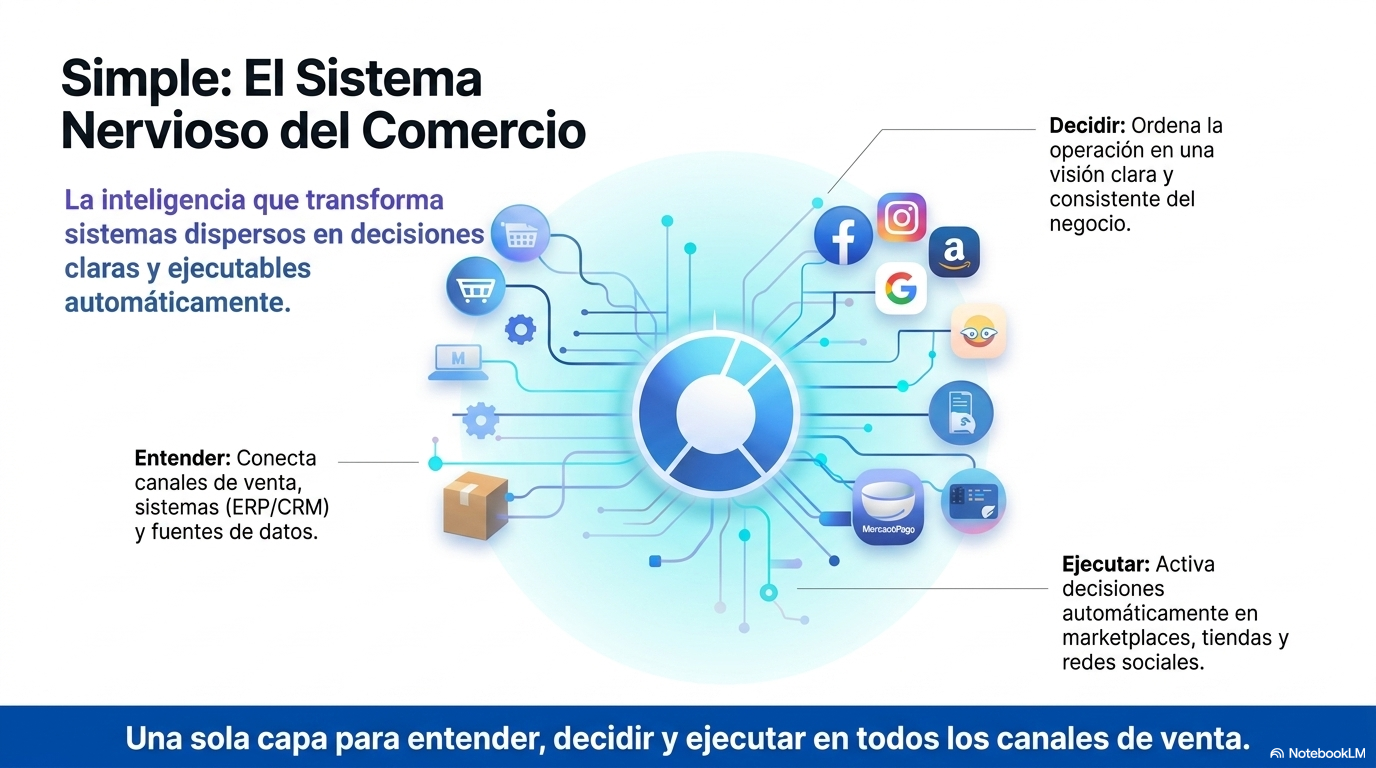 Simple: El Sistema
Nervioso del Comercio
La inteligencia que transforma
sistemas dispersos en decisiones
claras y ejecutables
automáticamente.
Decidir: Ordena la
operación en una
visión clara y
consistente del
negocio.
f
a
G
M
Entender: Conecta
canales de venta,
sistemas (ERP/CRM)
y fuentes de datos.
S
MercadoPago
Ejecutar: Activa
decisiones
automáticamente en
marketplaces, tiendas y
redes sociales.
Una sola capa para entender, decidir y ejecutar en todos los canales de venta.
NotebookLM